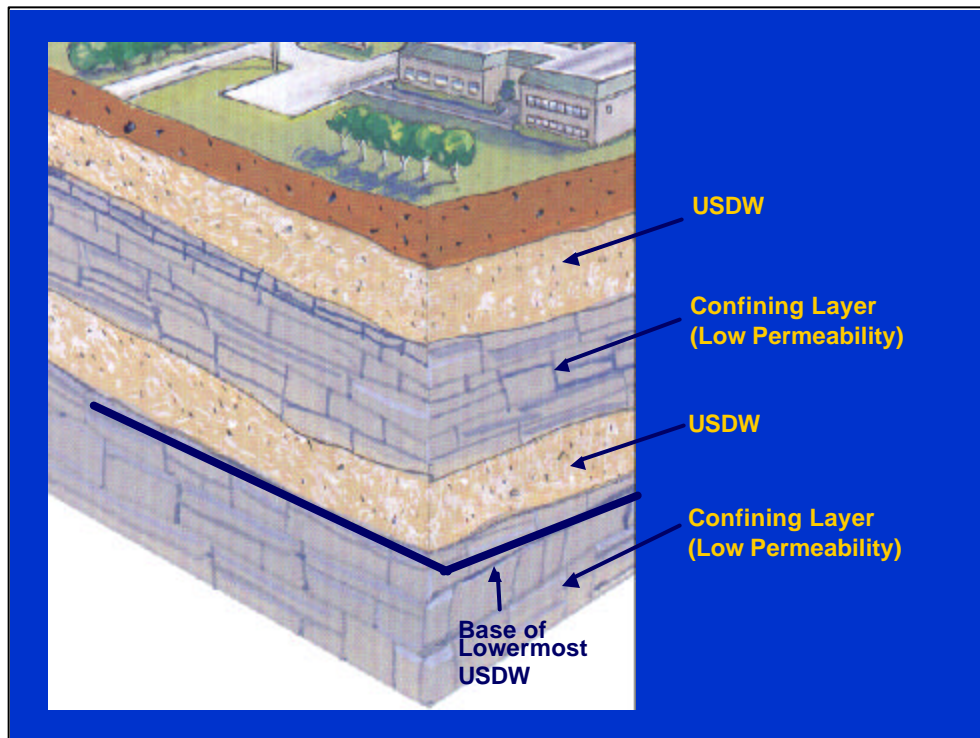 USDW
Confining Layer
(Low Permeability)
USDW
Confining Layer
(Low Permeability)
Base of
Lowermost
USDW